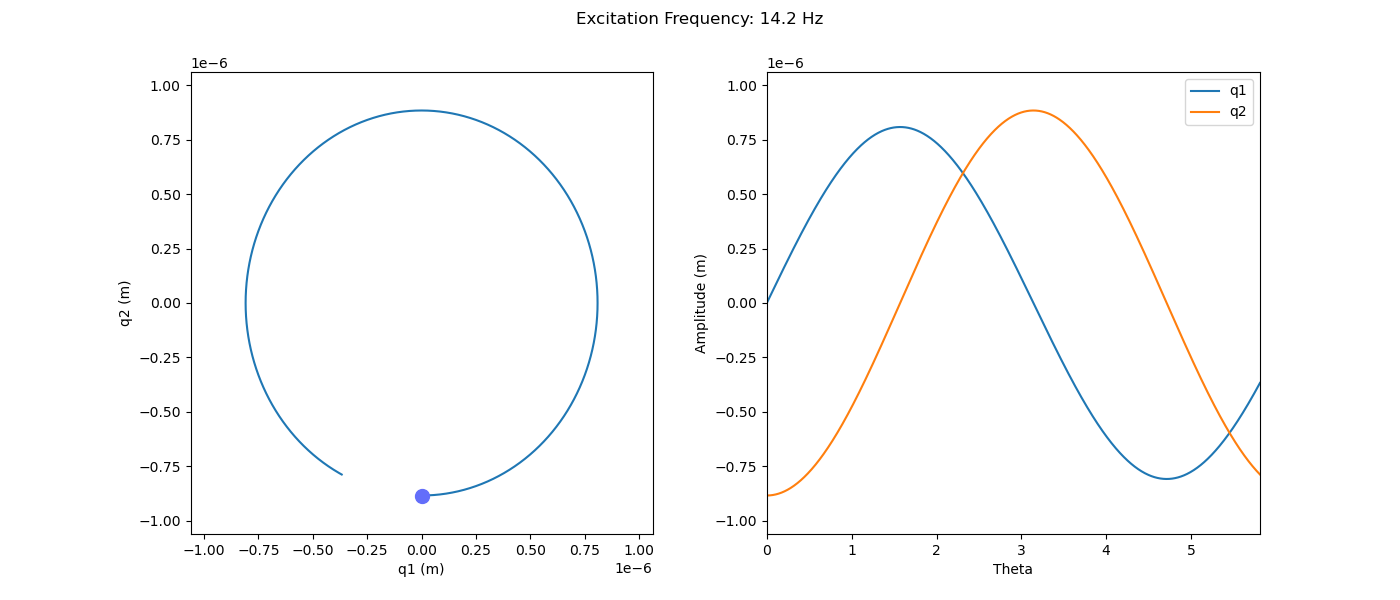 Excitation Frequency: 14.2 Hz
1e−6
1.00
0.75
0.50
0.25
0.00
−0.25
−0.50
−0.75
−1.00
q2 (m)
−1.00 −0.75 −0.50 −0.25 0.00 0.25 0.50 0.75 1.00
1e−6
q1 (m)
1e−6
1.00
0.75
0.50
0.25
0.00
−0.25
−0.50
−0.75
−1.00
Amplitude (m)
q1
q2
0 1 2 3 4 5
Theta